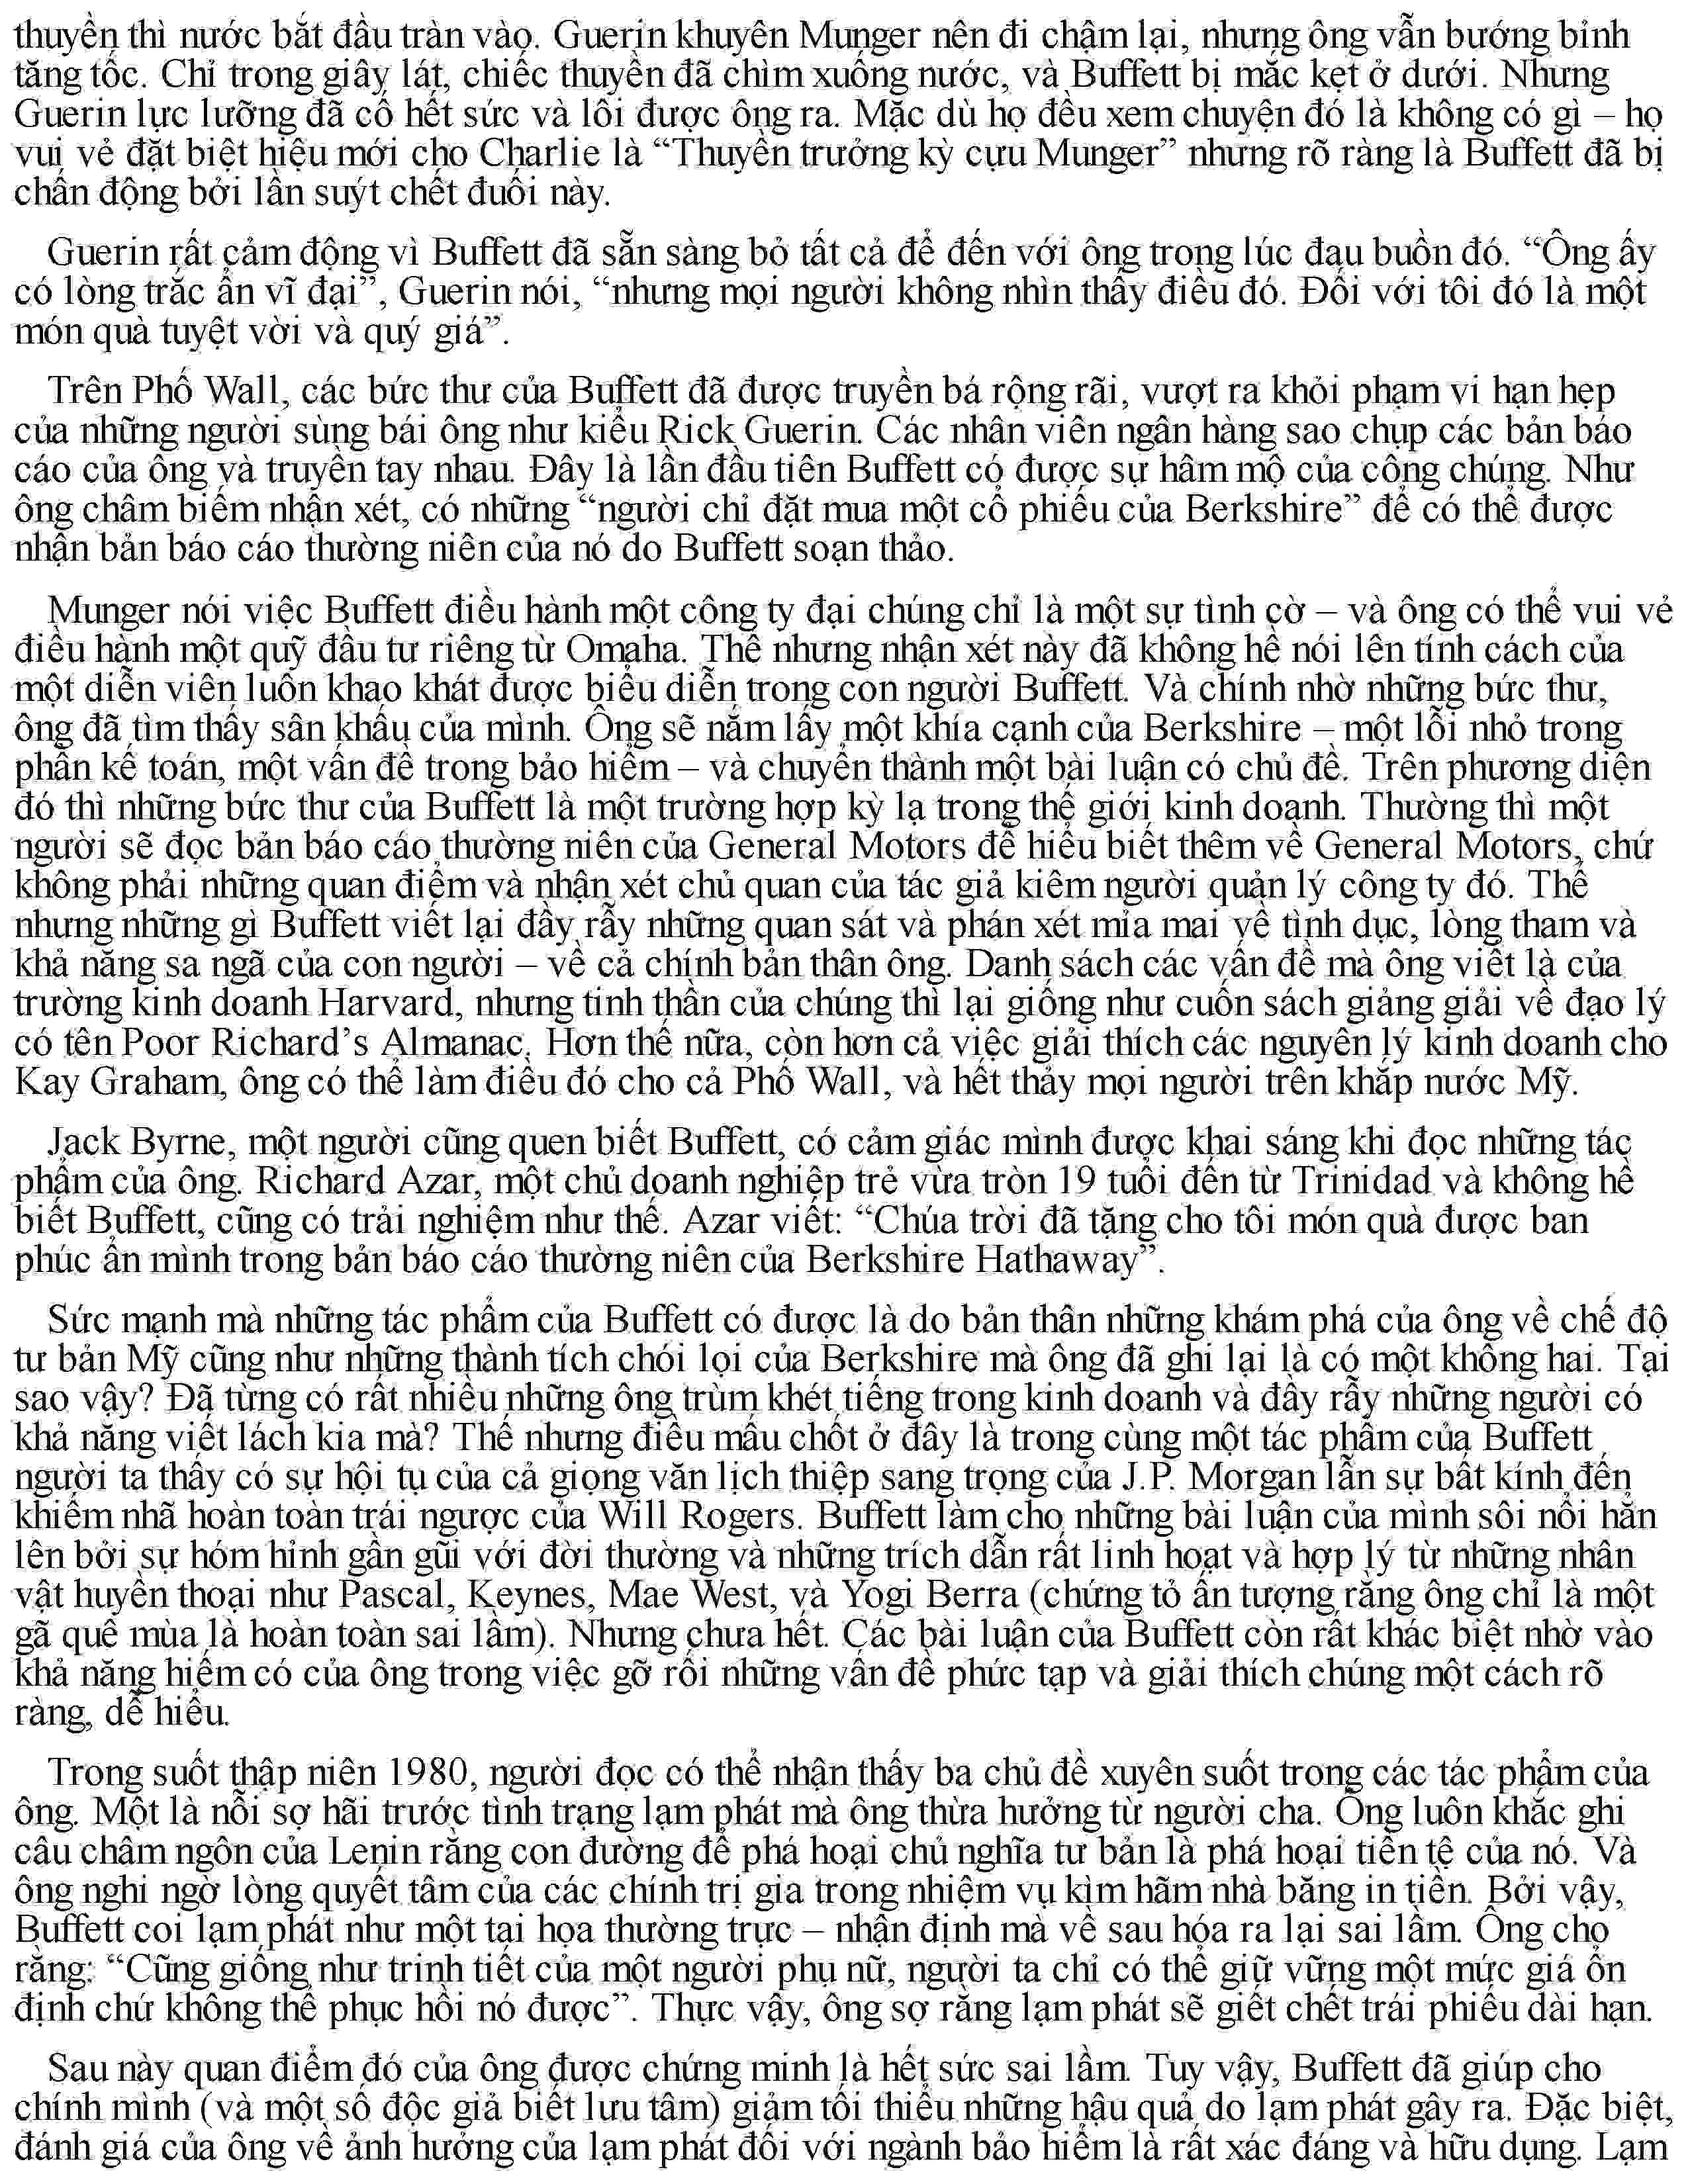 thuyền thì nước bắt đầu tràn vào. Guerin khuyên Munger nên đi chậm lại, nhưng ông vẫn bướng bỉnh
tăng tốc. Chỉ trong giây lát, chiếc thuyền đã chìm xuống nước, và Buffett bị mắc kẹt ở dưới. Nhưng
Guerin lực lưỡng đã cố hết sức và lôi được ông ra. Mặc dù họ đều xem chuyện đó là không có gì – họ
vui vẻ đặt biệt hiệu mới cho Charlie là “Thuyền trưởng kỳ cựu Munger” nhưng rõ ràng là Buffett đã bị
chấn động bởi lần suýt chết đuối này.
Guerin rất cảm động vì Buffett đã sẵn sàng bỏ tất cả để đến với ông trong lúc đau buồn đó. “Ông ấy
có lòng trắc ẩn vĩ đại”, Guerin nói, “nhưng mọi người không nhìn thấy điều đó. Đối với tôi đó là một
món quà tuyệt vời và quý giá”.
Trên Phố Wall, các bức thư của Buffett đã được truyền bá rộng rãi, vượt ra khỏi phạm vi hạn hẹp
của những người sùng bái ông như kiểu Rick Guerin. Các nhân viên ngân hàng sao chụp các bản báo
cáo của ông và truyền tay nhau. Đây là lần đầu tiên Buffett có được sự hâm mộ của công chúng. Như
ông châm biếm nhận xét, có những “người chỉ đặt mua một cổ phiếu của Berkshire” để có thể được
nhận bản báo cáo thường niên của nó do Buffett soạn thảo.
Munger nói việc Buffett điều hành một công ty đại chúng chỉ là một sự tình cờ – và ông có thể vui vẻ
điều hành một quỹ đầu tư riêng từ Omaha. Thế nhưng nhận xét này đã không hề nói lên tính cách của
một diễn viên luôn khao khát được biểu diễn trong con người Buffett. Và chính nhờ những bức thư,
ông đã tìm thấy sân khấu của mình. Ông sẽ nắm lấy một khía cạnh của Berkshire – một lỗi nhỏ trong
phần kế toán, một vấn đề trong bảo hiểm – và chuyển thành một bài luận có chủ đề. Trên phương diện
đó thì những bức thư của Buffett là một trường hợp kỳ lạ trong thế giới kinh doanh. Thường thì một
người sẽ đọc bản báo cáo thường niên của General Motors để hiểu biết thêm về General Motors, chứ
không phải những quan điểm và nhận xét chủ quan của tác giả kiêm người quản lý công ty đó. Thế
nhưng những gì Buffett viết lại đầy rẫy những quan sát và phán xét mỉa mai về tình dục, lòng tham và
khả năng sa ngã của con người – về cả chính bản thân ông. Danh sách các vấn đề mà ông viết là của
trường kinh doanh Harvard, nhưng tinh thần của chúng thì lại giống như cuốn sách giảng giải về đạo lý
có tên Poor Richard’s Almanac. Hơn thế nữa, còn hơn cả việc giải thích các nguyên lý kinh doanh cho
Kay Graham, ông có thể làm điều đó cho cả Phố Wall, và hết thảy mọi người trên khắp nước Mỹ.
Jack Byrne, một người cũng quen biết Buffett, có cảm giác mình được khai sáng khi đọc những tác
phẩm của ông. Richard Azar, một chủ doanh nghiệp trẻ vừa tròn 19 tuổi đến từ Trinidad và không hề
biết Buffett, cũng có trải nghiệm như thế. Azar viết: “Chúa trời đã tặng cho tôi món quà được ban
phúc ẩn mình trong bản báo cáo thường niên của Berkshire Hathaway”.
Sức mạnh mà những tác phẩm của Buffett có được là do bản thân những khám phá của ông về chế độ
tư bản Mỹ cũng như những thành tích chói lọi của Berkshire mà ông đã ghi lại là có một không hai. Tại
sao vậy? Đã từng có rất nhiều những ông trùm khét tiếng trong kinh doanh và đầy rẫy những người có
khả năng viết lách kia mà? Thế nhưng điều mấu chốt ở đây là trong cùng một tác phẩm của Buffett
người ta thấy có sự hội tụ của cả giọng văn lịch thiệp sang trọng của J.P. Morgan lẫn sự bất kính đến
khiếm nhã hoàn toàn trái ngược của Will Rogers. Buffett làm cho những bài luận của mình sôi nổi hẳn
lên bởi sự hóm hỉnh gần gũi với đời thường và những trích dẫn rất linh hoạt và hợp lý từ những nhân
vật huyền thoại như Pascal, Keynes, Mae West, và Yogi Berra (chứng tỏ ấn tượng rằng ông chỉ là một
gã quê mùa là hoàn toàn sai lầm). Nhưng chưa hết. Các bài luận của Buffett còn rất khác biệt nhờ vào
khả năng hiếm có của ông trong việc gỡ rối những vấn đề phức tạp và giải thích chúng một cách rõ
ràng, dễ hiểu.
Trong suốt thập niên 1980, người đọc có thể nhận thấy ba chủ đề xuyên suốt trong các tác phẩm của
ông. Một là nỗi sợ hãi trước tình trạng lạm phát mà ông thừa hưởng từ người cha. Ông luôn khắc ghi
câu châm ngôn của Lenin rằng con đường để phá hoại chủ nghĩa tư bản là phá hoại tiền tệ của nó. Và
ông nghi ngờ lòng quyết tâm của các chính trị gia trong nhiệm vụ kìm hãm nhà băng in tiền. Bởi vậy,
Buffett coi lạm phát như một tai họa thường trực – nhận định mà về sau hóa ra lại sai lầm. Ông cho
rằng: “Cũng giống như trinh tiết của một người phụ nữ, người ta chỉ có thể giữ vững một mức giá ổn
định chứ không thể phục hồi nó được”. Thực vậy, ông sợ rằng lạm phát sẽ giết chết trái phiếu dài hạn.
Sau này quan điểm đó của ông được chứng minh là hết sức sai lầm. Tuy vậy, Buffett đã giúp cho
chính mình (và một số độc giả biết lưu tâm) giảm tối thiểu những hậu quả do lạm phát gây ra. Đặc biệt,
đánh giá của ông về ảnh hưởng của lạm phát đối với ngành bảo hiểm là rất xác đáng và hữu dụng. Lạm